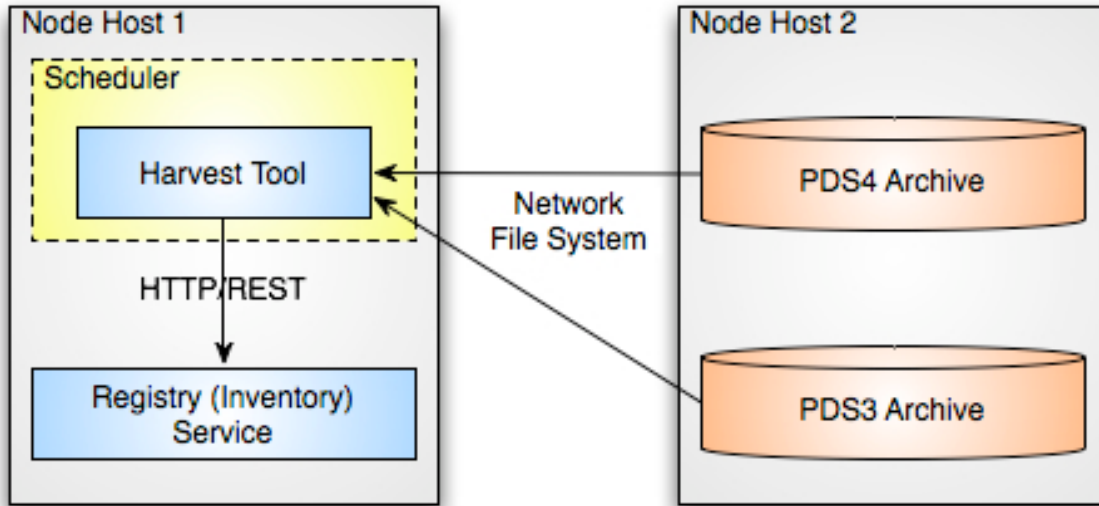 Node Host 1
Scheduler
Harvest Tool
HTTP/REST
Registry (Inventory)
Service
Network
File System
Node Host 2
PDS4 Archive
PDS3 Archive